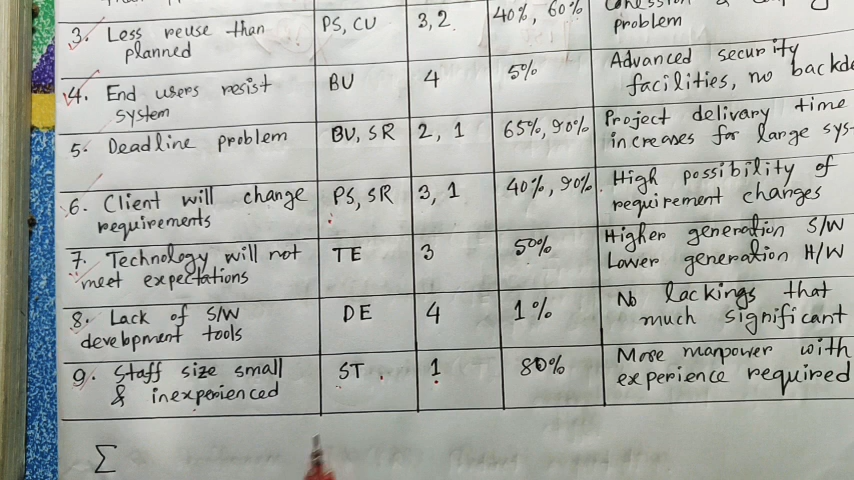 problem
3. Less reuse than planned
PS, CU
3, 2
40%, 60%
4. End users resist system
BU
4
5%
Advanced security
facilities, no
5. Deadline problem
BU, SR
2, 1
65%, 90%
Project delivary time
increases for large sys-
6. Client will change
requirements
PS, SR
3, 1
40%, 90%.
High possibility of
requirement changes
7. Technology will not
meet expectations
TE
3
50%
Higher generation S/W
Lower generation H/W
8. Lack of S/W
development tools
DE
4
1%
No lackings that
much significant
9. Staff size small
& inexperienced
ST
1
80%
More manpower with
experience required
Σ